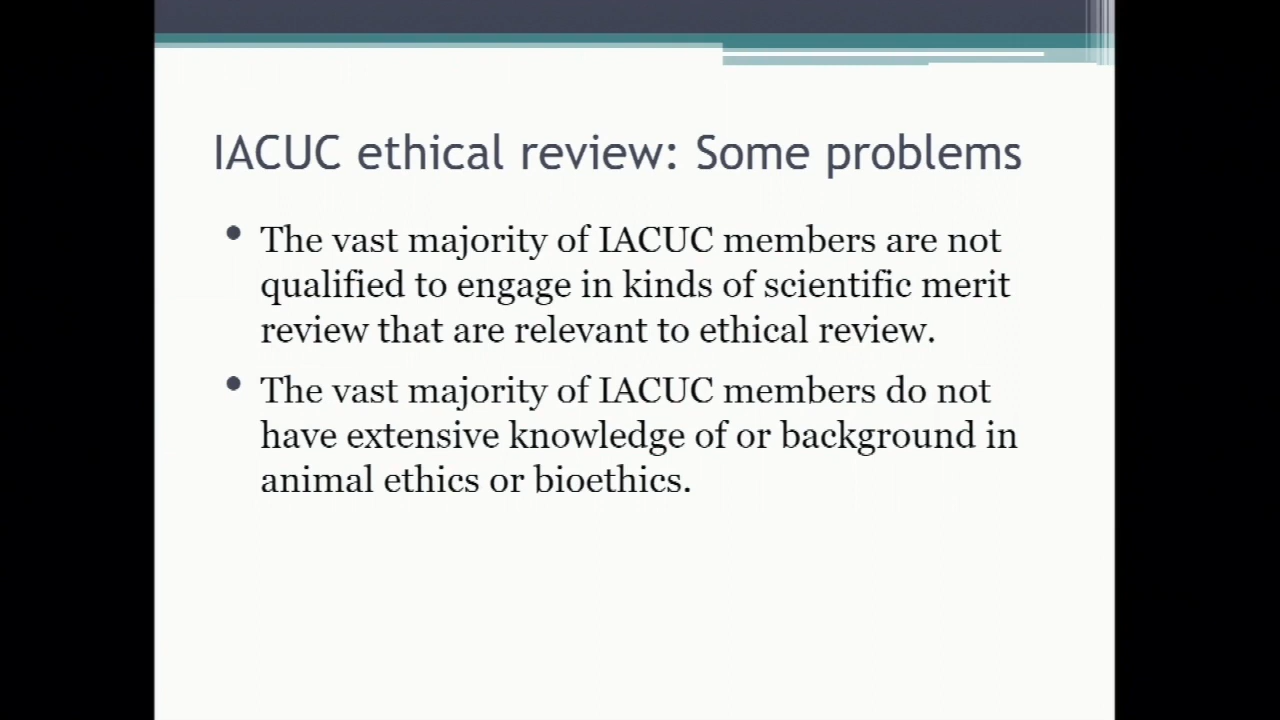 IACUC ethical review: Some problems
• The vast majority of IACUC members are not
qualified to engage in kinds of scientific merit
review that are relevant to ethical review.
• The vast majority of IACUC members do not
have extensive knowledge of or background in
animal ethics or bioethics.